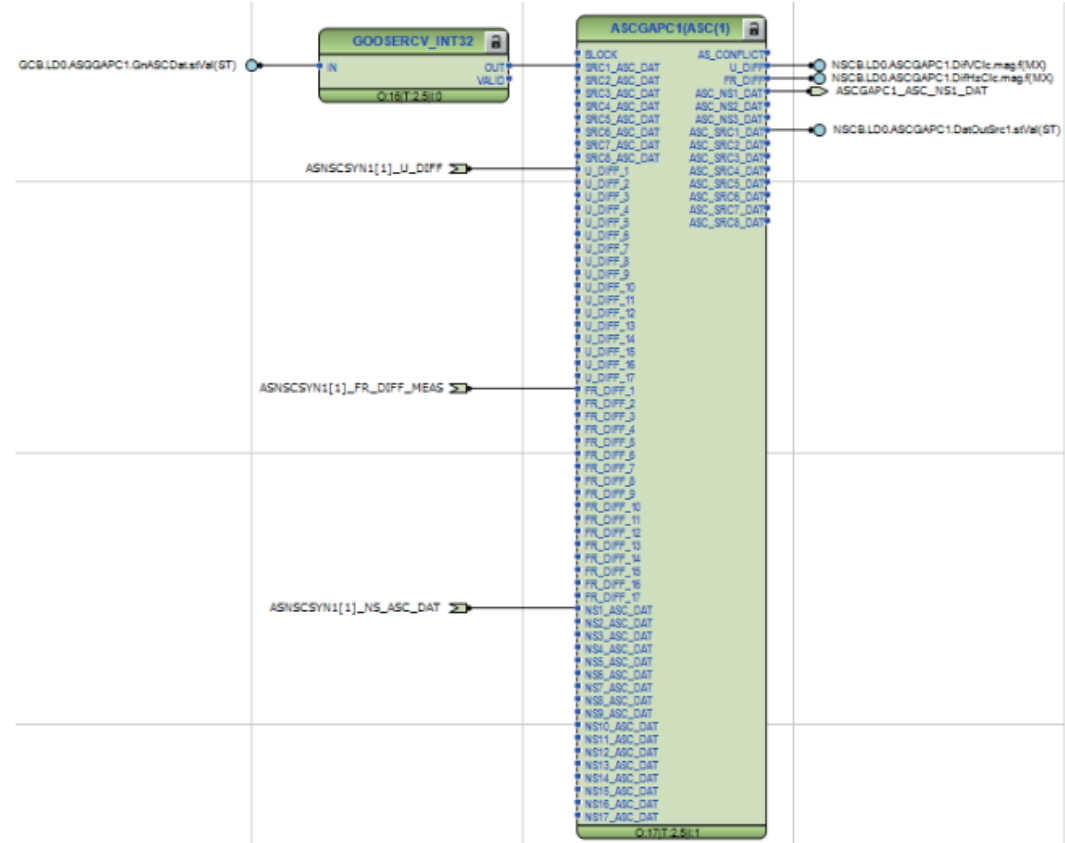 GOOSERCV_INT32
GCB.LD0.ASGGAPC1.GnASCDat.stVal(ST)
IN
OUT
VALID
O:16|T:2.5|I:0
ASNSCSYN1[1]_U_DIFF
ASNSCSYN1[1]_FR_DIFF_MEAS
ASNSCSYN1[1]_NS_ASC_DAT
ASCGAPC1(ASC(1)
BLOCK
SRC1_ASC_DAT
SRC2_ASC_DAT
SRC3_ASC_DAT
SRC4_ASC_DAT
SRC5_ASC_DAT
SRC6_ASC_DAT
SRC7_ASC_DAT
SRC8_ASC_DAT
U_DIFF_1
U_DIFF_2
U_DIFF_3
U_DIFF_4
U_DIFF_5
U_DIFF_6
U_DIFF_7
U_DIFF_8
U_DIFF_9
U_DIFF_10
U_DIFF_11
U_DIFF_12
U_DIFF_13
U_DIFF_14
U_DIFF_15
U_DIFF_16
U_DIFF_17
FR_DIFF_1
FR_DIFF_2
FR_DIFF_3
FR_DIFF_4
FR_DIFF_5
FR_DIFF_6
FR_DIFF_7
FR_DIFF_8
FR_DIFF_9
FR_DIFF_10
FR_DIFF_11
FR_DIFF_12
FR_DIFF_13
FR_DIFF_14
FR_DIFF_15
FR_DIFF_16
FR_DIFF_17
NS1_ASC_DAT
NS2_ASC_DAT
NS3_ASC_DAT
NS4_ASC_DAT
NS5_ASC_DAT
NS6_ASC_DAT
NS7_ASC_DAT
NS8_ASC_DAT
NS9_ASC_DAT
NS10_ASC_DAT
NS11_ASC_DAT
NS12_ASC_DAT
NS13_ASC_DAT
NS14_ASC_DAT
NS15_ASC_DAT
NS16_ASC_DAT
NS17_ASC_DAT
AS_CONFLICT
U_DIFF
FR_DIFF
ASC_NS1_DAT
ASC_NS2_DAT
ASC_NS3_DAT
ASC_SRC1_DAT
ASC_SRC2_DAT
ASC_SRC3_DAT
ASC_SRC4_DAT
ASC_SRC5_DAT
ASC_SRC6_DAT
ASC_SRC7_DAT
ASC_SRC8_DAT
O:17|T:2.5|I:1
NSCB.LD0.ASCGAPC1.DifVClc.mag.f(MX)
NSCB.LD0.ASCGAPC1.DifHzClc.mag.f(MX)
ASCGAPC1_ASC_NS1_DAT
NSCB.LD0.ASCGAPC1.DatOutSrc1.stVal(ST)